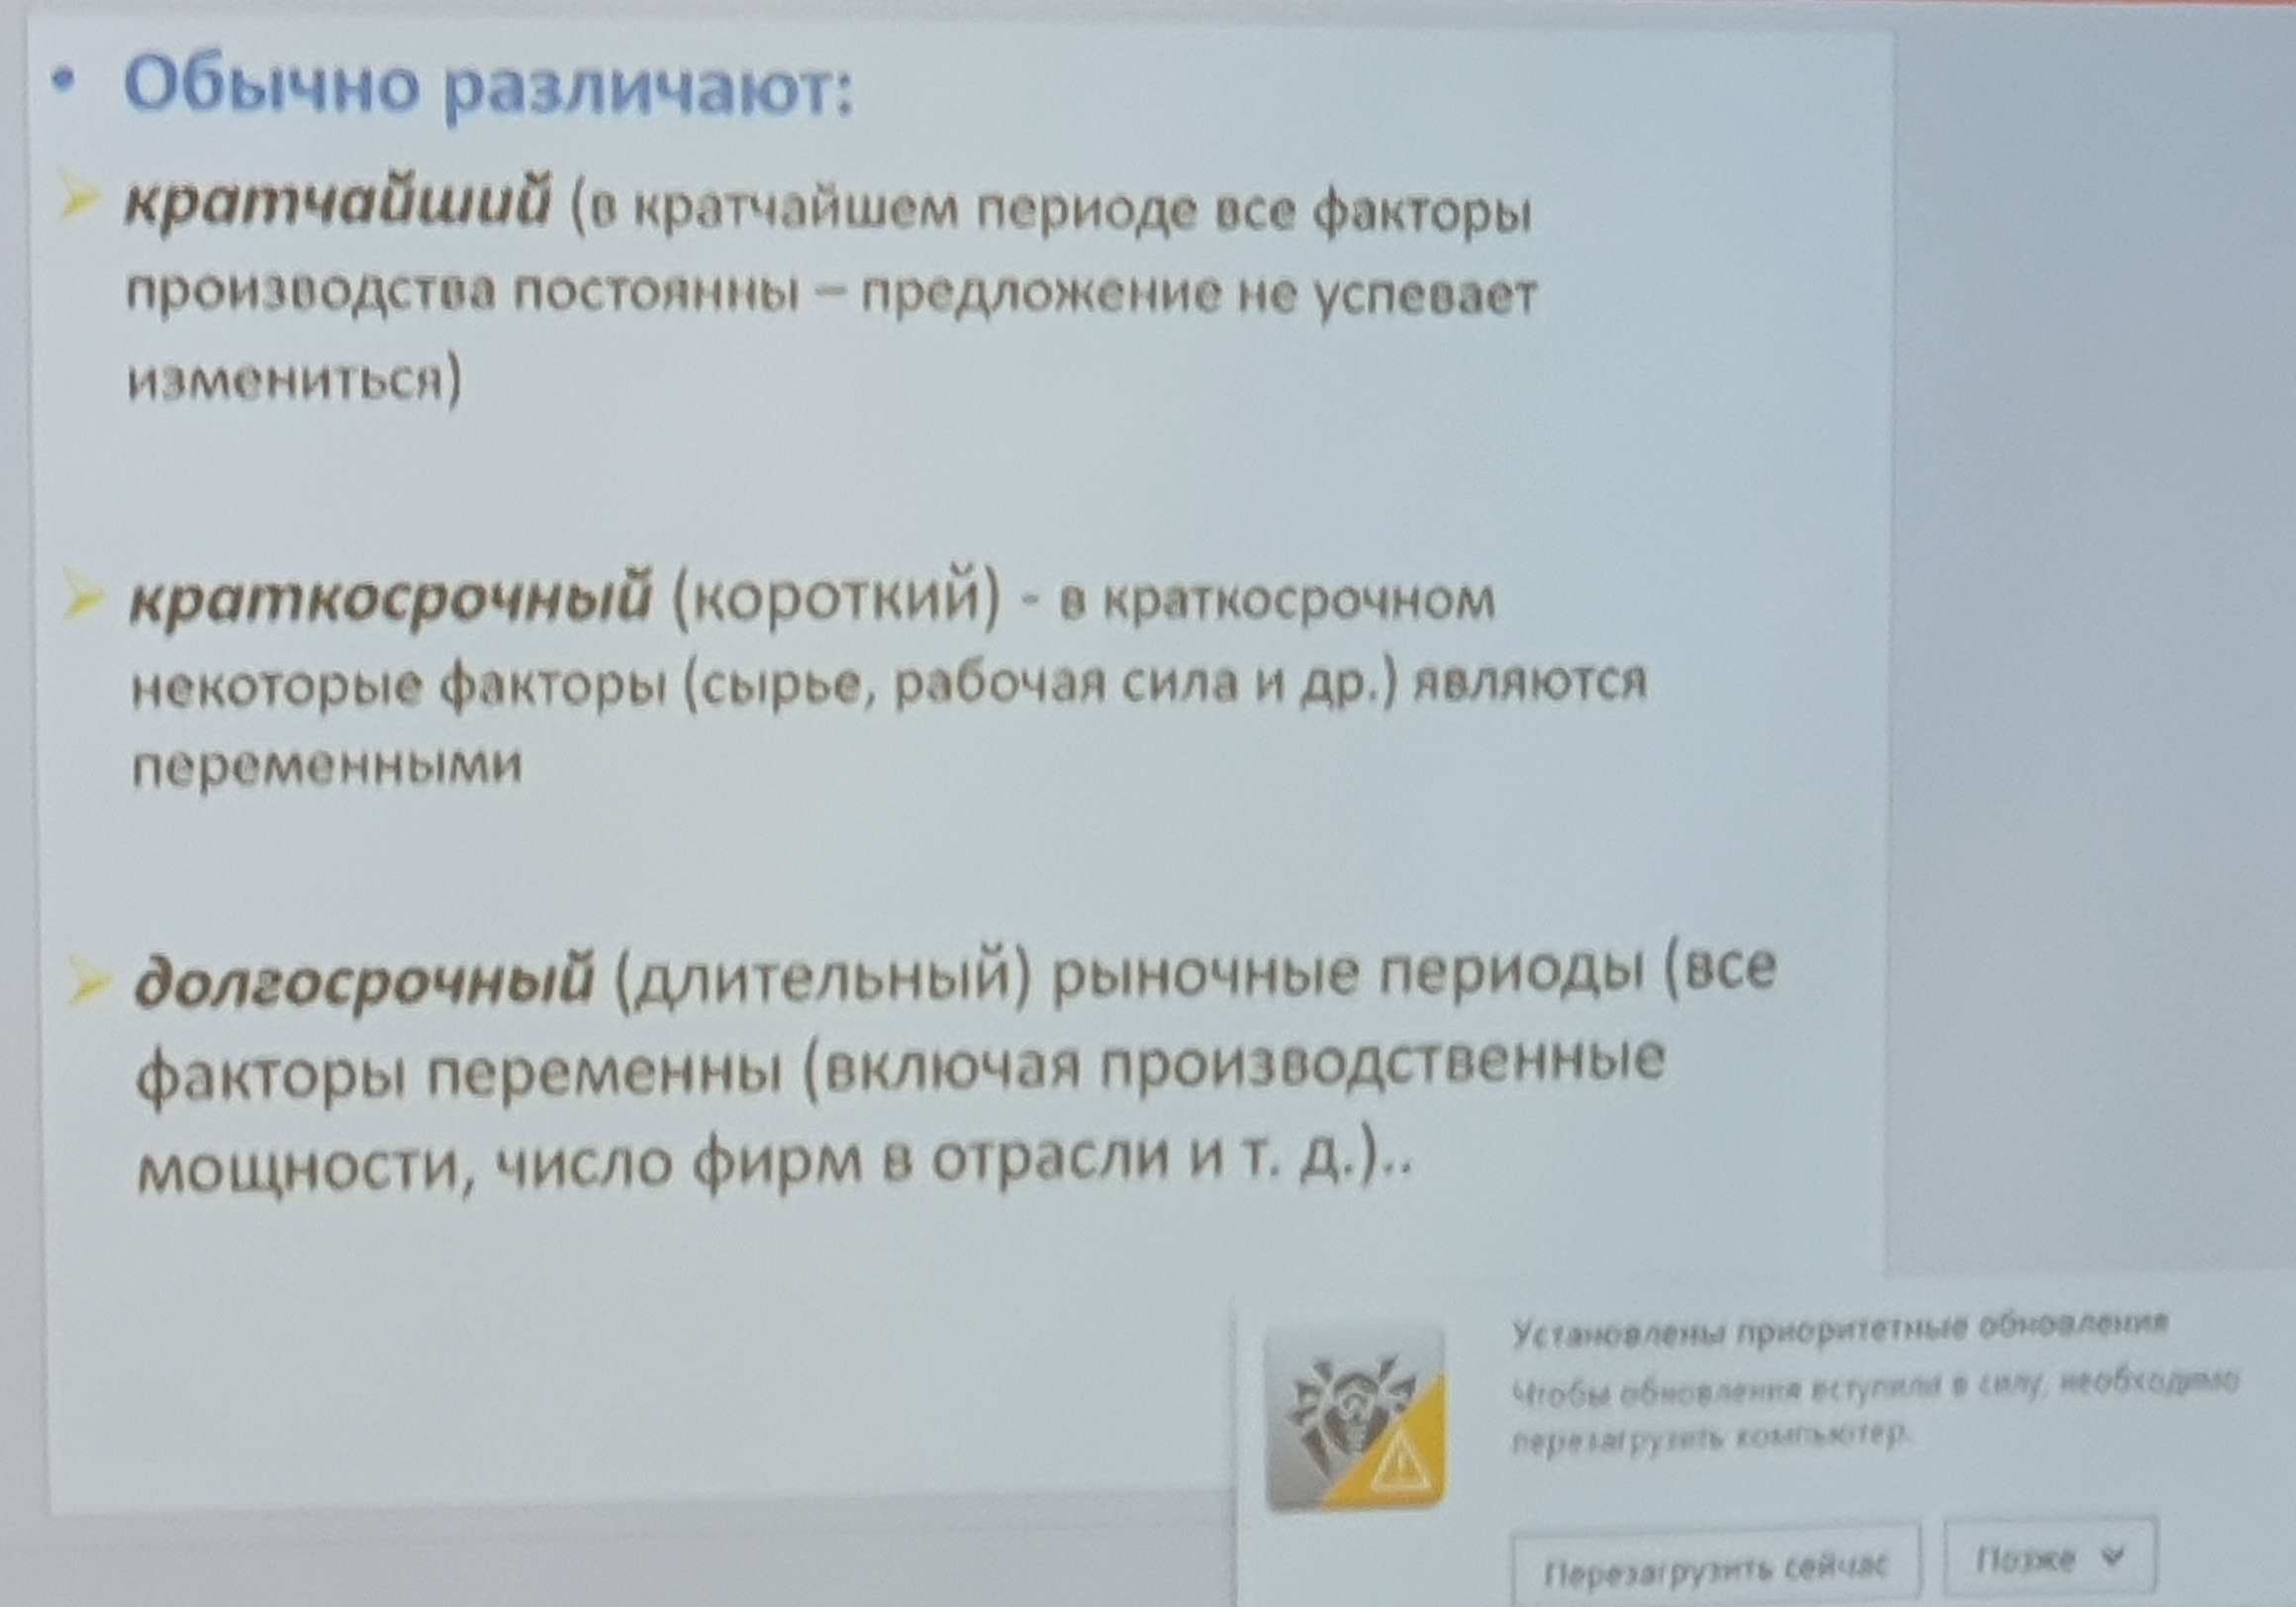 • Обычно различают:
кратчайший (в кратчайшем периоде все факторы
производства постоянны – предложение не успевает
измениться)
краткосрочный (короткий) - в краткосрочном
некоторые факторы (сырье, рабочая сила и др.) являются
переменными
долгосрочный (длительный) рыночные периоды (все
факторы переменны (включая производственные
мощности, число фирм в отрасли и т. д.)..
Установлены приоритетные обновления
Чтобы обновления вступили в силу, необходимо
перезагрузить компьютер.
Перезагрузить сейчас
Позже